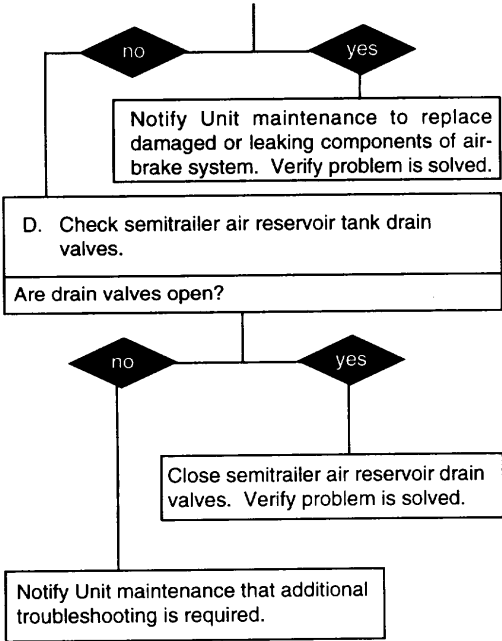 no
yes
Notify Unit maintenance to replace
damaged or leaking components of air-
brake system. Verify problem is solved.
D. Check semitrailer air reservoir tank drain
valves.
Are drain valves open?
no
yes
Close semitrailer air reservoir drain
valves. Verify problem is solved.
Notify Unit maintenance that additional
troubleshooting is required.